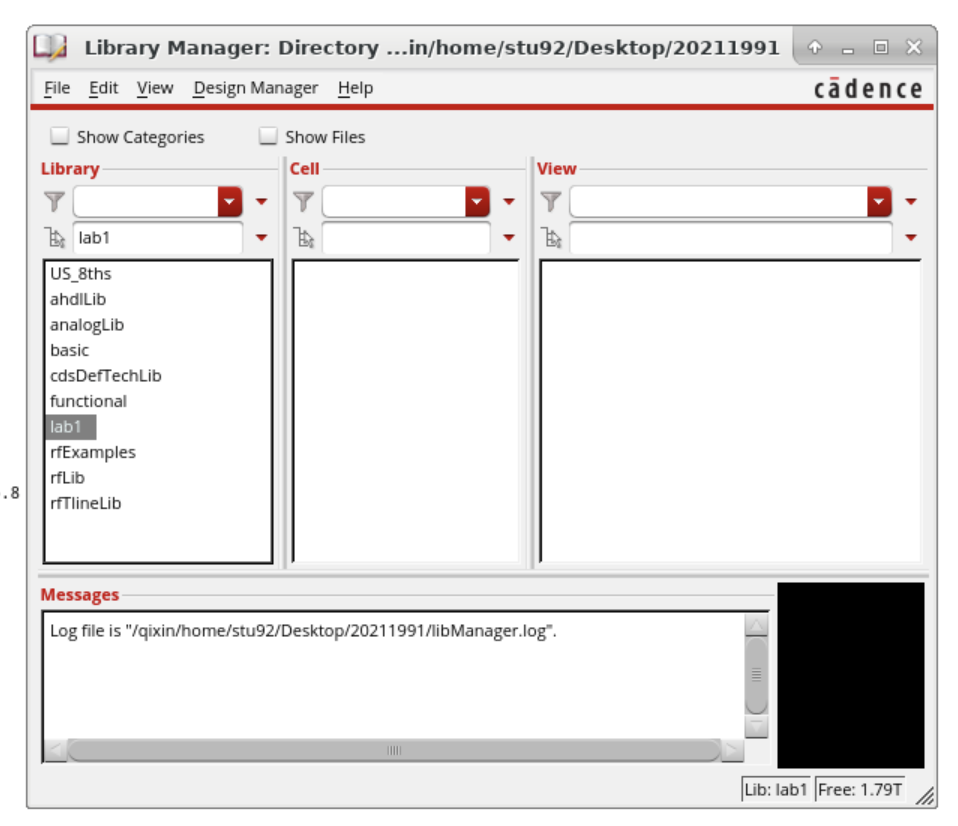 Library Manager: Directory ...in/home/stu92/Desktop/20211991
File Edit View Design Manager Help
cādence
Show Categories Show Files
Library Cell View
lab1
US_8ths
ahdlLib
analogLib
basic
cdsDefTechLib
functional
lab1
rfExamples
rfLib
rfTlineLib
.8
Messages
Log file is "/qixin/home/stu92/Desktop/20211991/libManager.log".
Lib: lab1 Free: 1.79T